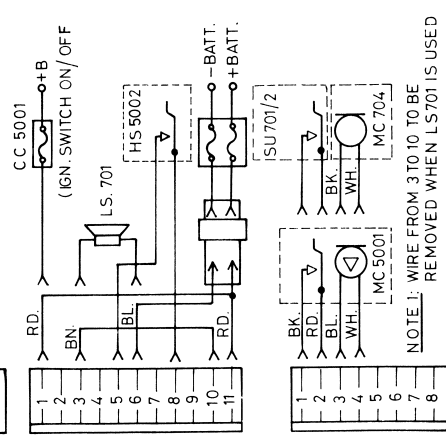 CC 5001
+B
(IGN. SWITCH ON/OFF
LS. 701
HS 5002
-BATT.
+BATT.
RD.
BN.
BL.
RD.
1
2
3
4
5
6
7
8
9
10
11
SU 701/2
MC 704
BK.
WH.
MC 5001
BK.
RD.
BL.
WH.
1
2
3
4
5
6
7
8
NOTE 1: WIRE FROM 3 TO 10 TO BE
REMOVED WHEN LS701 IS USED